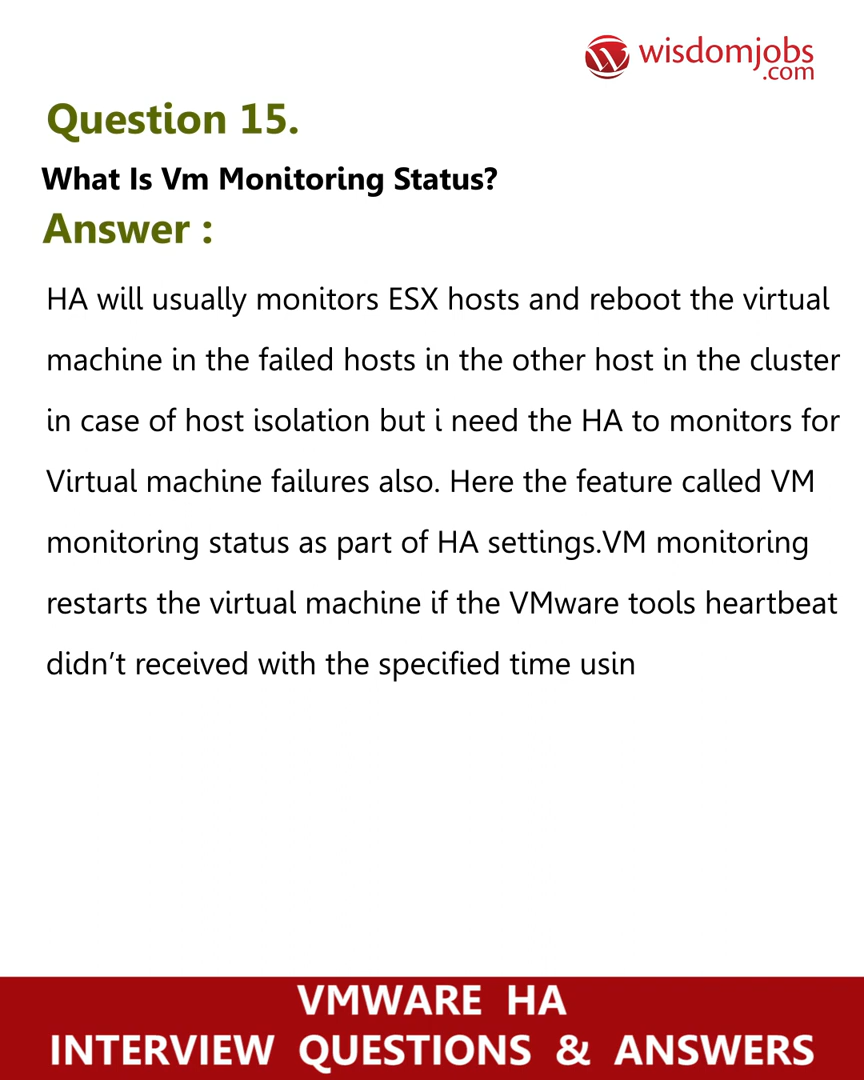 wisdomjobs
.com
Question 15.
What Is Vm Monitoring Status?
Answer :
HA will usually monitors ESX hosts and reboot the virtual
machine in the failed hosts in the other host in the cluster
in case of host isolation but i need the HA to monitors for
Virtual machine failures also. Here the feature called VM
monitoring status as part of HA settings.VM monitoring
restarts the virtual machine if the VMware tools heartbeat
didn’t received with the specified time usin
VMWARE HA
INTERVIEW QUESTIONS & ANSWERS